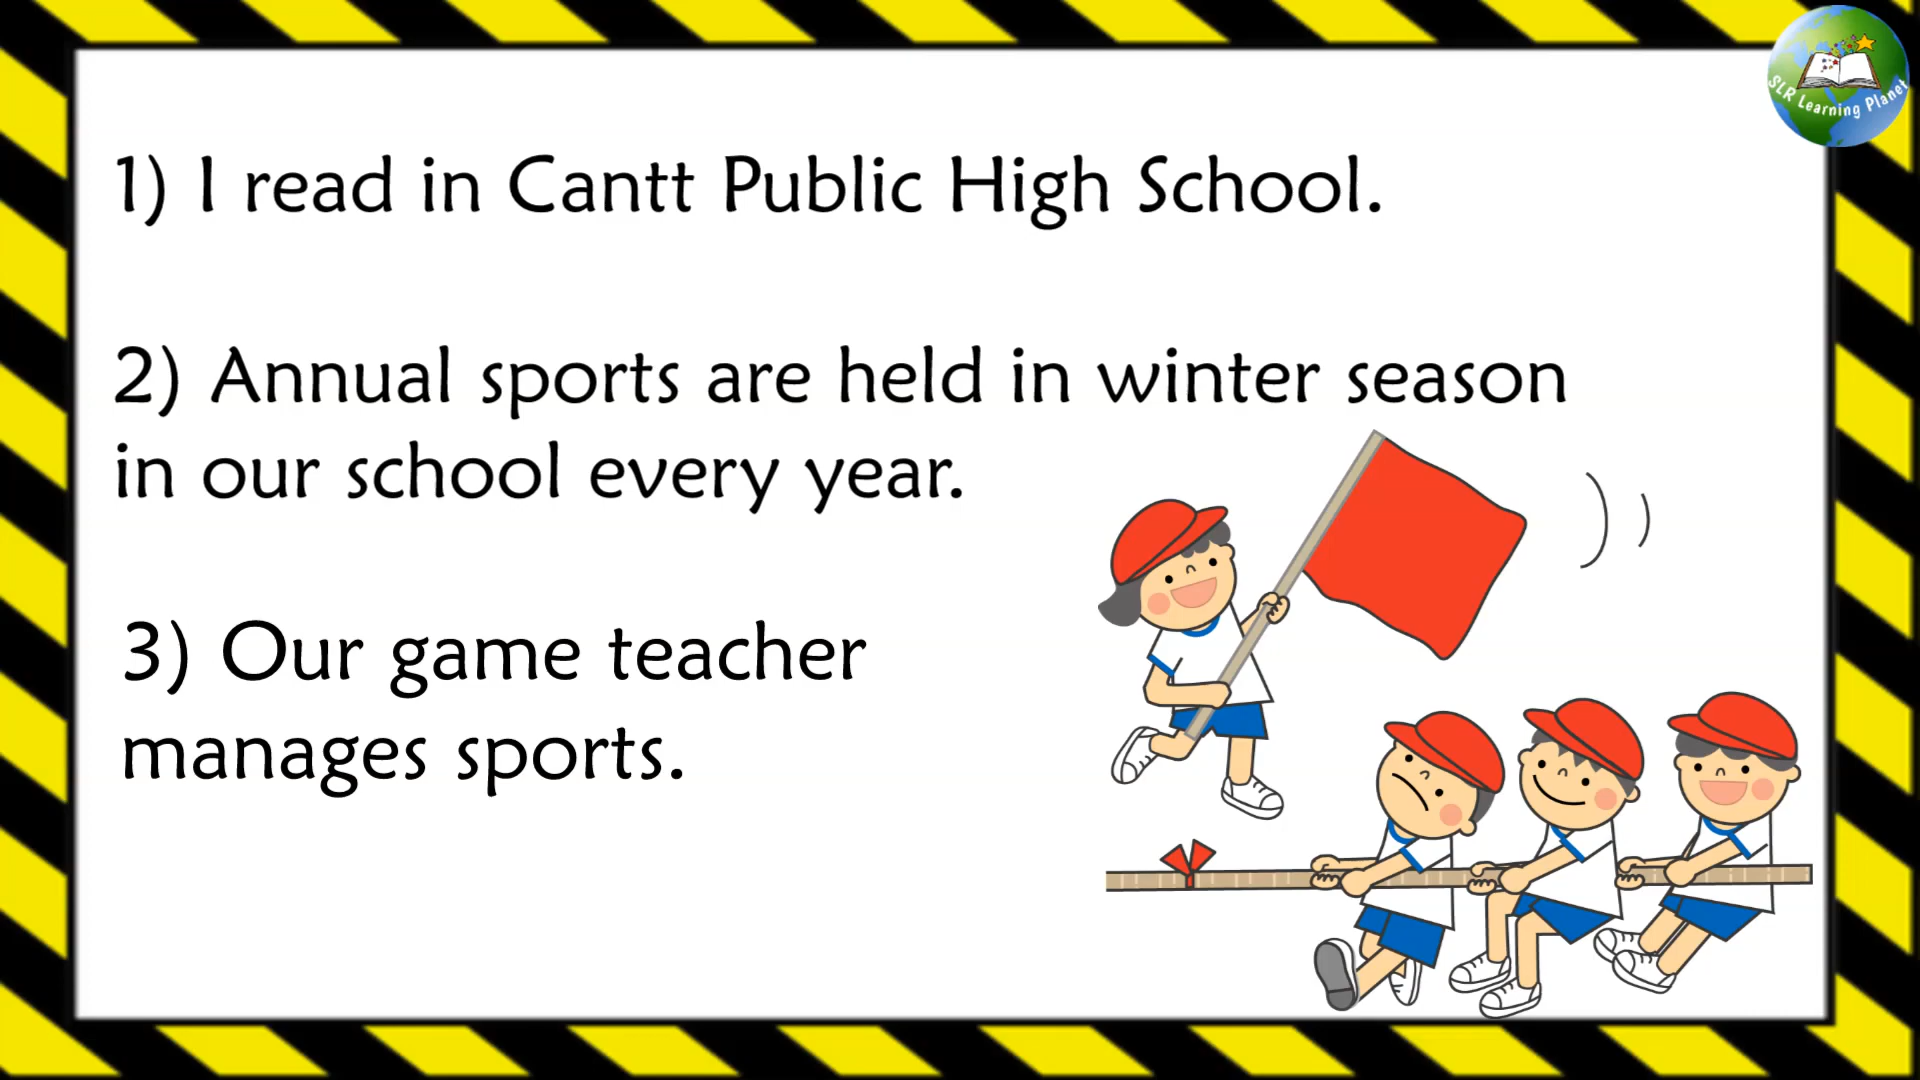 SLR Learning Planet
1) I read in Cantt Public High School.
2) Annual sports are held in winter season
in our school every year.
3) Our game teacher
manages sports.